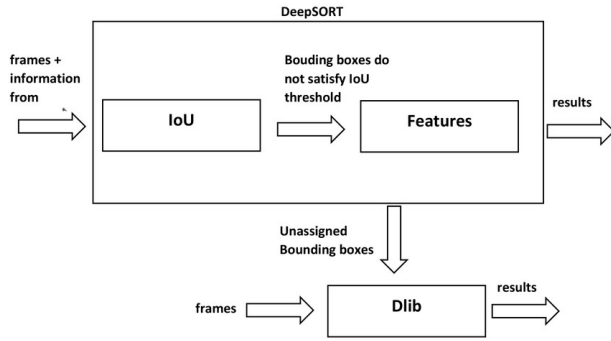 DeepSORT
frames +
information
from
Bouding boxes do
not satisfy IoU
threshold
IoU
Features
results
Unassigned
Bounding boxes
frames
Dlib
results